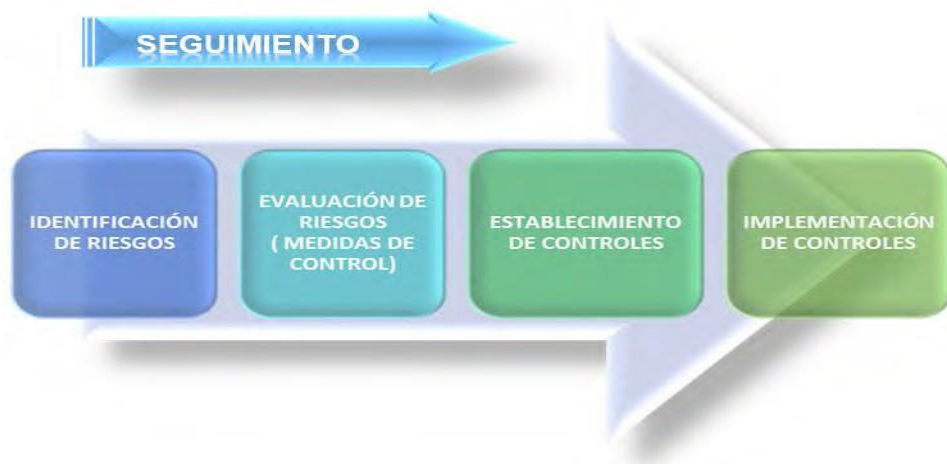 SEGUIMIENTO
IDENTIFICACIÓN
DE RIESGOS
EVALUACIÓN DE
RIESGOS
( MEDIDAS DE
CONTROL)
ESTABLECIMIENTO
DE CONTROLES
IMPLEMENTACIÓN
DE CONTROLES